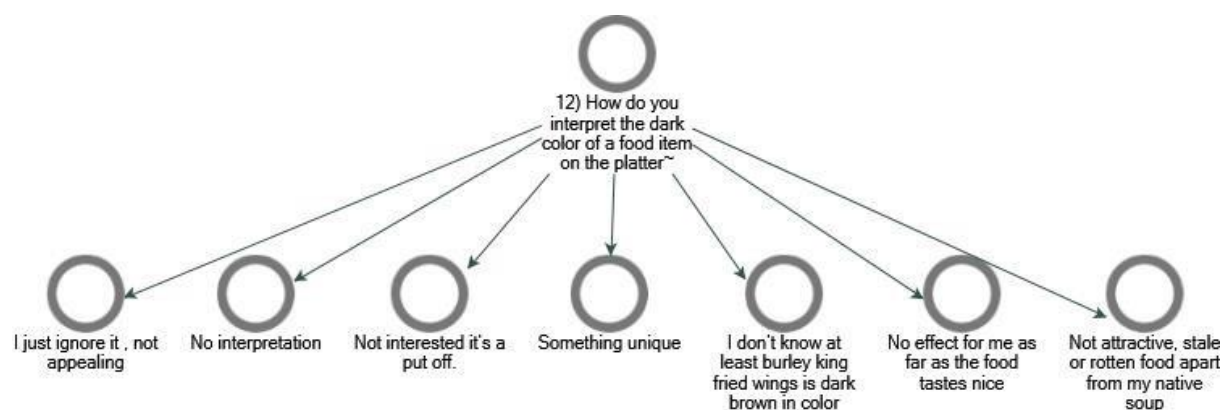 12) How do you
interpret the dark
color of a food item
on the platter~
I just ignore it , not
appealing
No interpretation
Not interested it's a
put off.
Something unique
I don't know at
least burley king
fried wings is dark
brown in color
No effect for me as
far as the food
tastes nice
Not attractive, stale
or rotten food apart
from my native
soup